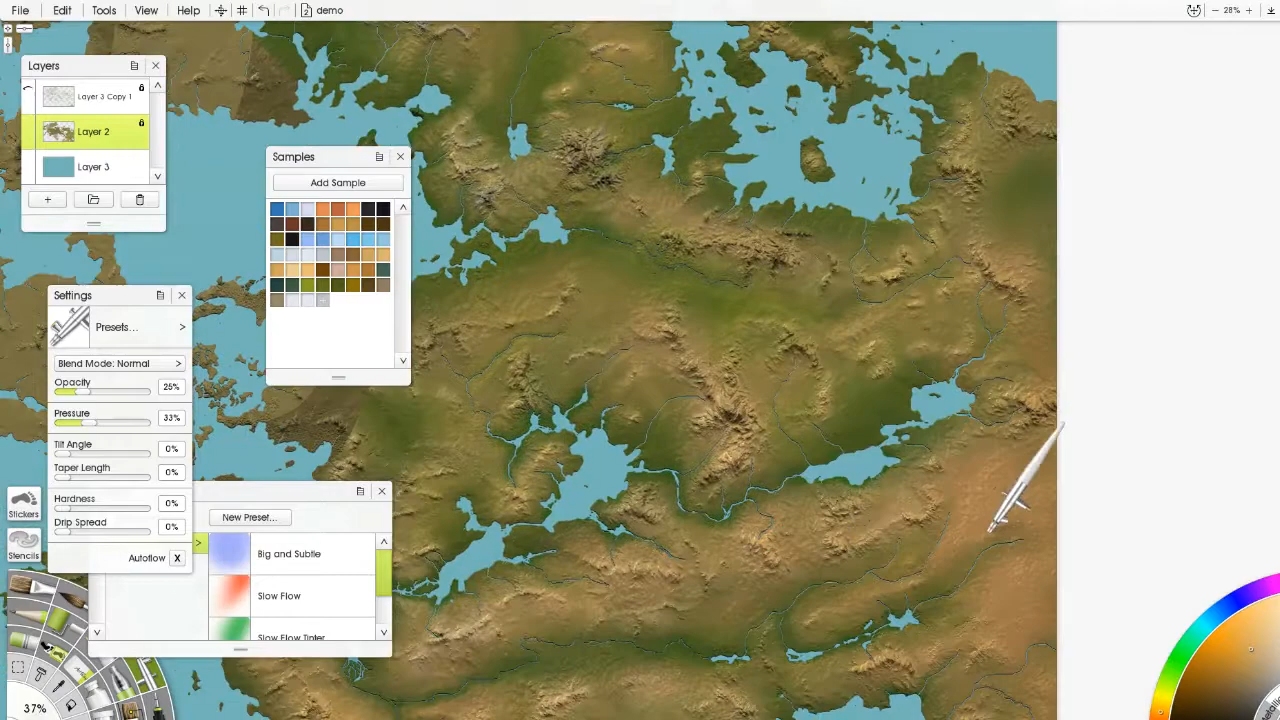 File Edit Tools View Help demo 28%
Layers
Layer 3 Copy 1
Layer 2
Layer 3
Samples
Add Sample
Settings
Presets...
Blend Mode: Normal
Opacity 25%
Pressure 33%
Tilt Angle 0%
Taper Length 0%
Hardness 0%
Drip Spread 0%
Autoflow X
New Preset...
Big and Subtle
Slow Flow
Slow Flow Tinter
Stickers
Stencils
37%